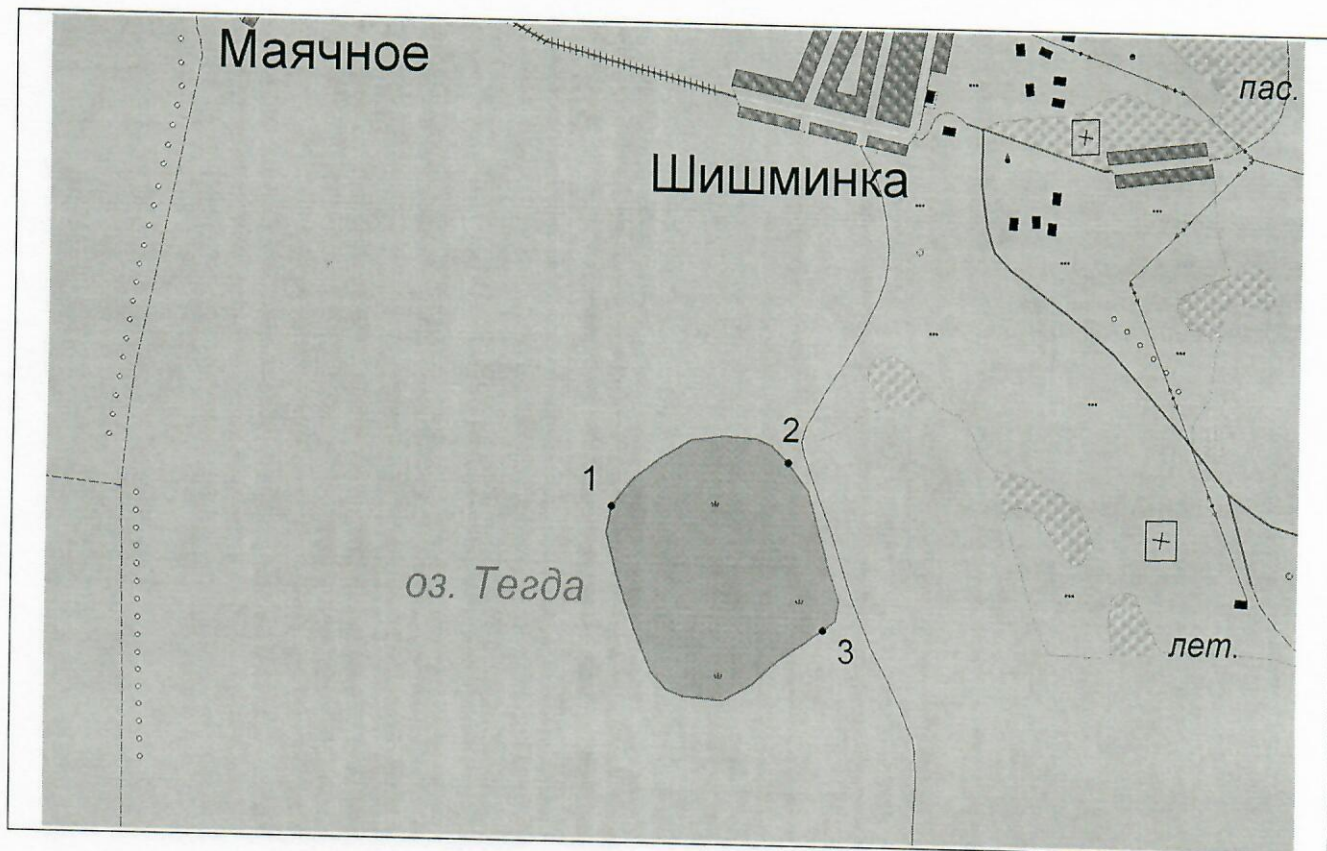 Маячное
пас.
Шишминка
2
1
оз. Тегда
3
лет.